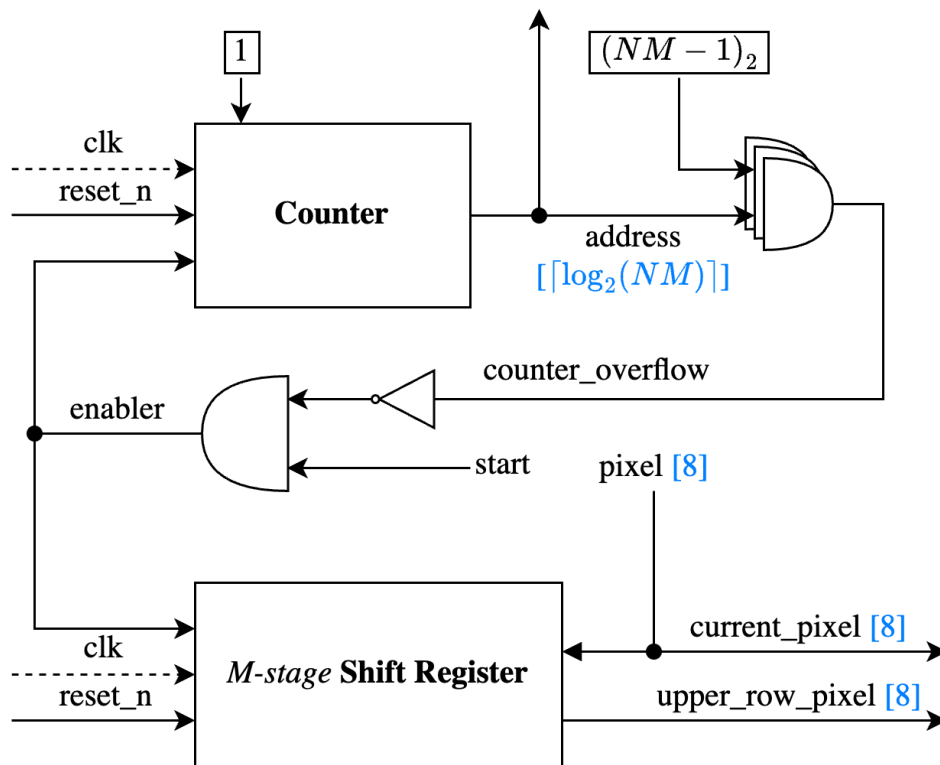 1
(NM − 1)₂
clk
reset_n
Counter
address
[⌈log₂(NM)⌉]
counter_overflow
enabler
start
pixel [8]
clk
reset_n
M-stage Shift Register
current_pixel [8]
upper_row_pixel [8]